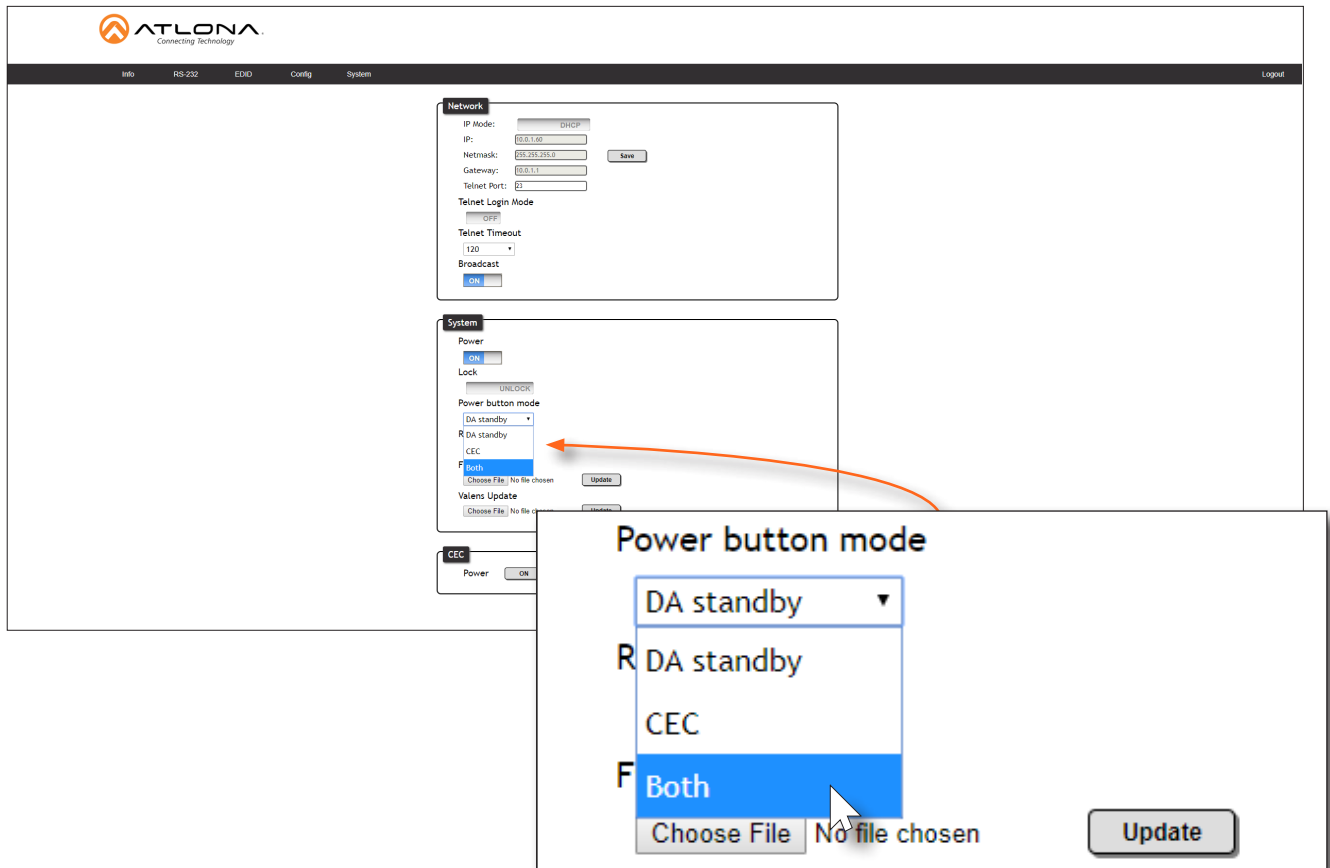 ATLONA
Connecting Technology
Info RS-232 EDID Config System Logout
Network
IP Mode: DHCP
IP: 10.0.1.60
Netmask: 255.255.255.0 Save
Gateway: 10.0.1.1
Telnet Port: 23
Telnet Login Mode
OFF
Telnet Timeout
120
Broadcast
ON
System
Power
ON
Lock
UNLOCK
Power button mode
DA standby
R DA standby
CEC
F Both
Choose File No file chosen Update
Valens Update
Choose File No file chosen Update
CEC
Power ON
Power button mode
DA standby
R DA standby
CEC
F Both
Choose File No file chosen Update